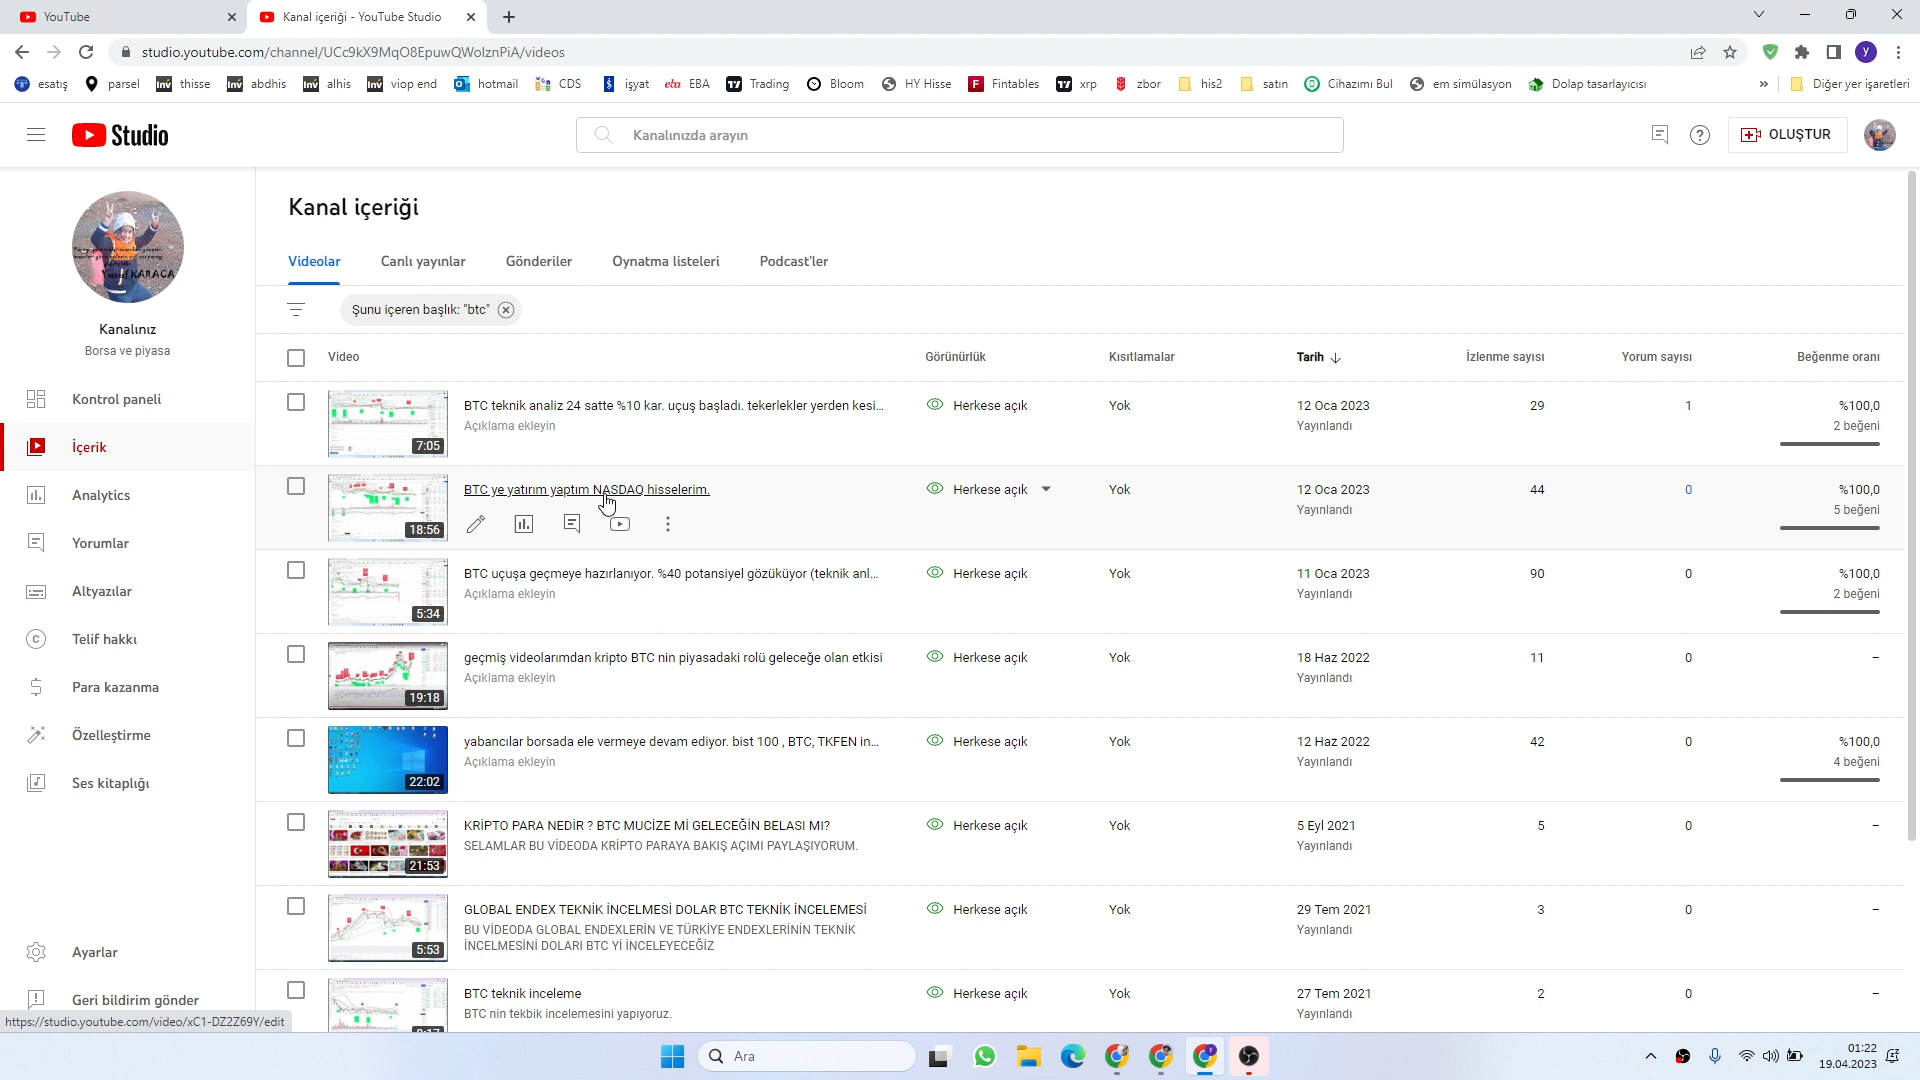 YouTube
Kanal içeriği - YouTube Studio
studio.youtube.com/channel/UCc9kX9MqO8EpuwQWolznPiA/videos
esatış parsel thisse abdhis alhis viop end hotmail CDS işyat EBA Trading Bloom HY Hisse Fintables xrp zbor his2 satın Cihazımı Bul em simülasyon Dolap tasarlayıcısı » Diğer yer işaretleri
Studio
Kanalınızda arayın
OLUŞTUR
Yusuf KARACA
Kanalınız
Borsa ve piyasa
Kontrol paneli
İçerik
Analytics
Yorumlar
Altyazılar
Telif hakkı
Para kazanma
Özelleştirme
Ses kitaplığı
Ayarlar
Geri bildirim gönder
https://studio.youtube.com/video/xC1-DZ2Z69Y/edit
Kanal içeriği
Videolar Canlı yayınlar Gönderiler Oynatma listeleri Podcast'ler
Şunu içeren başlık: "btc"
Video Görünürlük Kısıtlamalar Tarih İzlenme sayısı Yorum sayısı Beğenme oranı
BTC teknik analiz 24 satte %10 kar. uçuş başladı. tekerlekler yerden kesi... Herkese açık Yok 12 Oca 2023 29 1 %100,0
Açıklama ekleyin Yayınlandı 2 beğeni
7:05
BTC ye yatırım yaptım NASDAQ hisselerim. Herkese açık Yok 12 Oca 2023 44 0 %100,0
Yayınlandı 5 beğeni
18:56
BTC uçuşa geçmeye hazırlanıyor. %40 potansiyel gözüküyor (teknik anl... Herkese açık Yok 11 Oca 2023 90 0 %100,0
Açıklama ekleyin Yayınlandı 2 beğeni
5:34
geçmiş videolarımdan kripto BTC nin piyasadaki rolü geleceğe olan etkisi Herkese açık Yok 18 Haz 2022 11 0 –
Açıklama ekleyin Yayınlandı
19:18
yabancılar borsada ele vermeye devam ediyor. bist 100 , BTC, TKFEN in... Herkese açık Yok 12 Haz 2022 42 0 %100,0
Açıklama ekleyin Yayınlandı 4 beğeni
22:02
KRİPTO PARA NEDİR ? BTC MUCİZE Mİ GELECEĞİN BELASI MI? Herkese açık Yok 5 Eyl 2021 5 0 –
SELAMLAR BU VİDEODA KRİPTO PARAYA BAKIŞ AÇIMI PAYLAŞIYORUM. Yayınlandı
21:53
GLOBAL ENDEX TEKNİK İNCELMESİ DOLAR BTC TEKNİK İNCELEMESİ Herkese açık Yok 29 Tem 2021 3 0 –
BU VİDEODA GLOBAL ENDEXLERİN VE TÜRKİYE ENDEXLERİNİN TEKNİK Yayınlandı
İNCELMESİNİ DOLARI BTC Yİ İNCELEYECEĞİZ
5:53
BTC teknik inceleme Herkese açık Yok 27 Tem 2021 2 0 –
BTC nin tekbik incelemesini yapıyoruz. Yayınlandı
Ara
01:22
19.04.2023